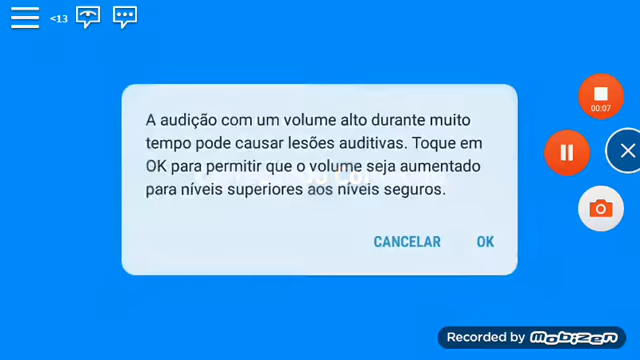 <13
A audição com um volume alto durante muito
tempo pode causar lesões auditivas. Toque em
OK para permitir que o volume seja aumentado
para níveis superiores aos níveis seguros.
CANCELAR OK
00:07
Recorded by mobizen